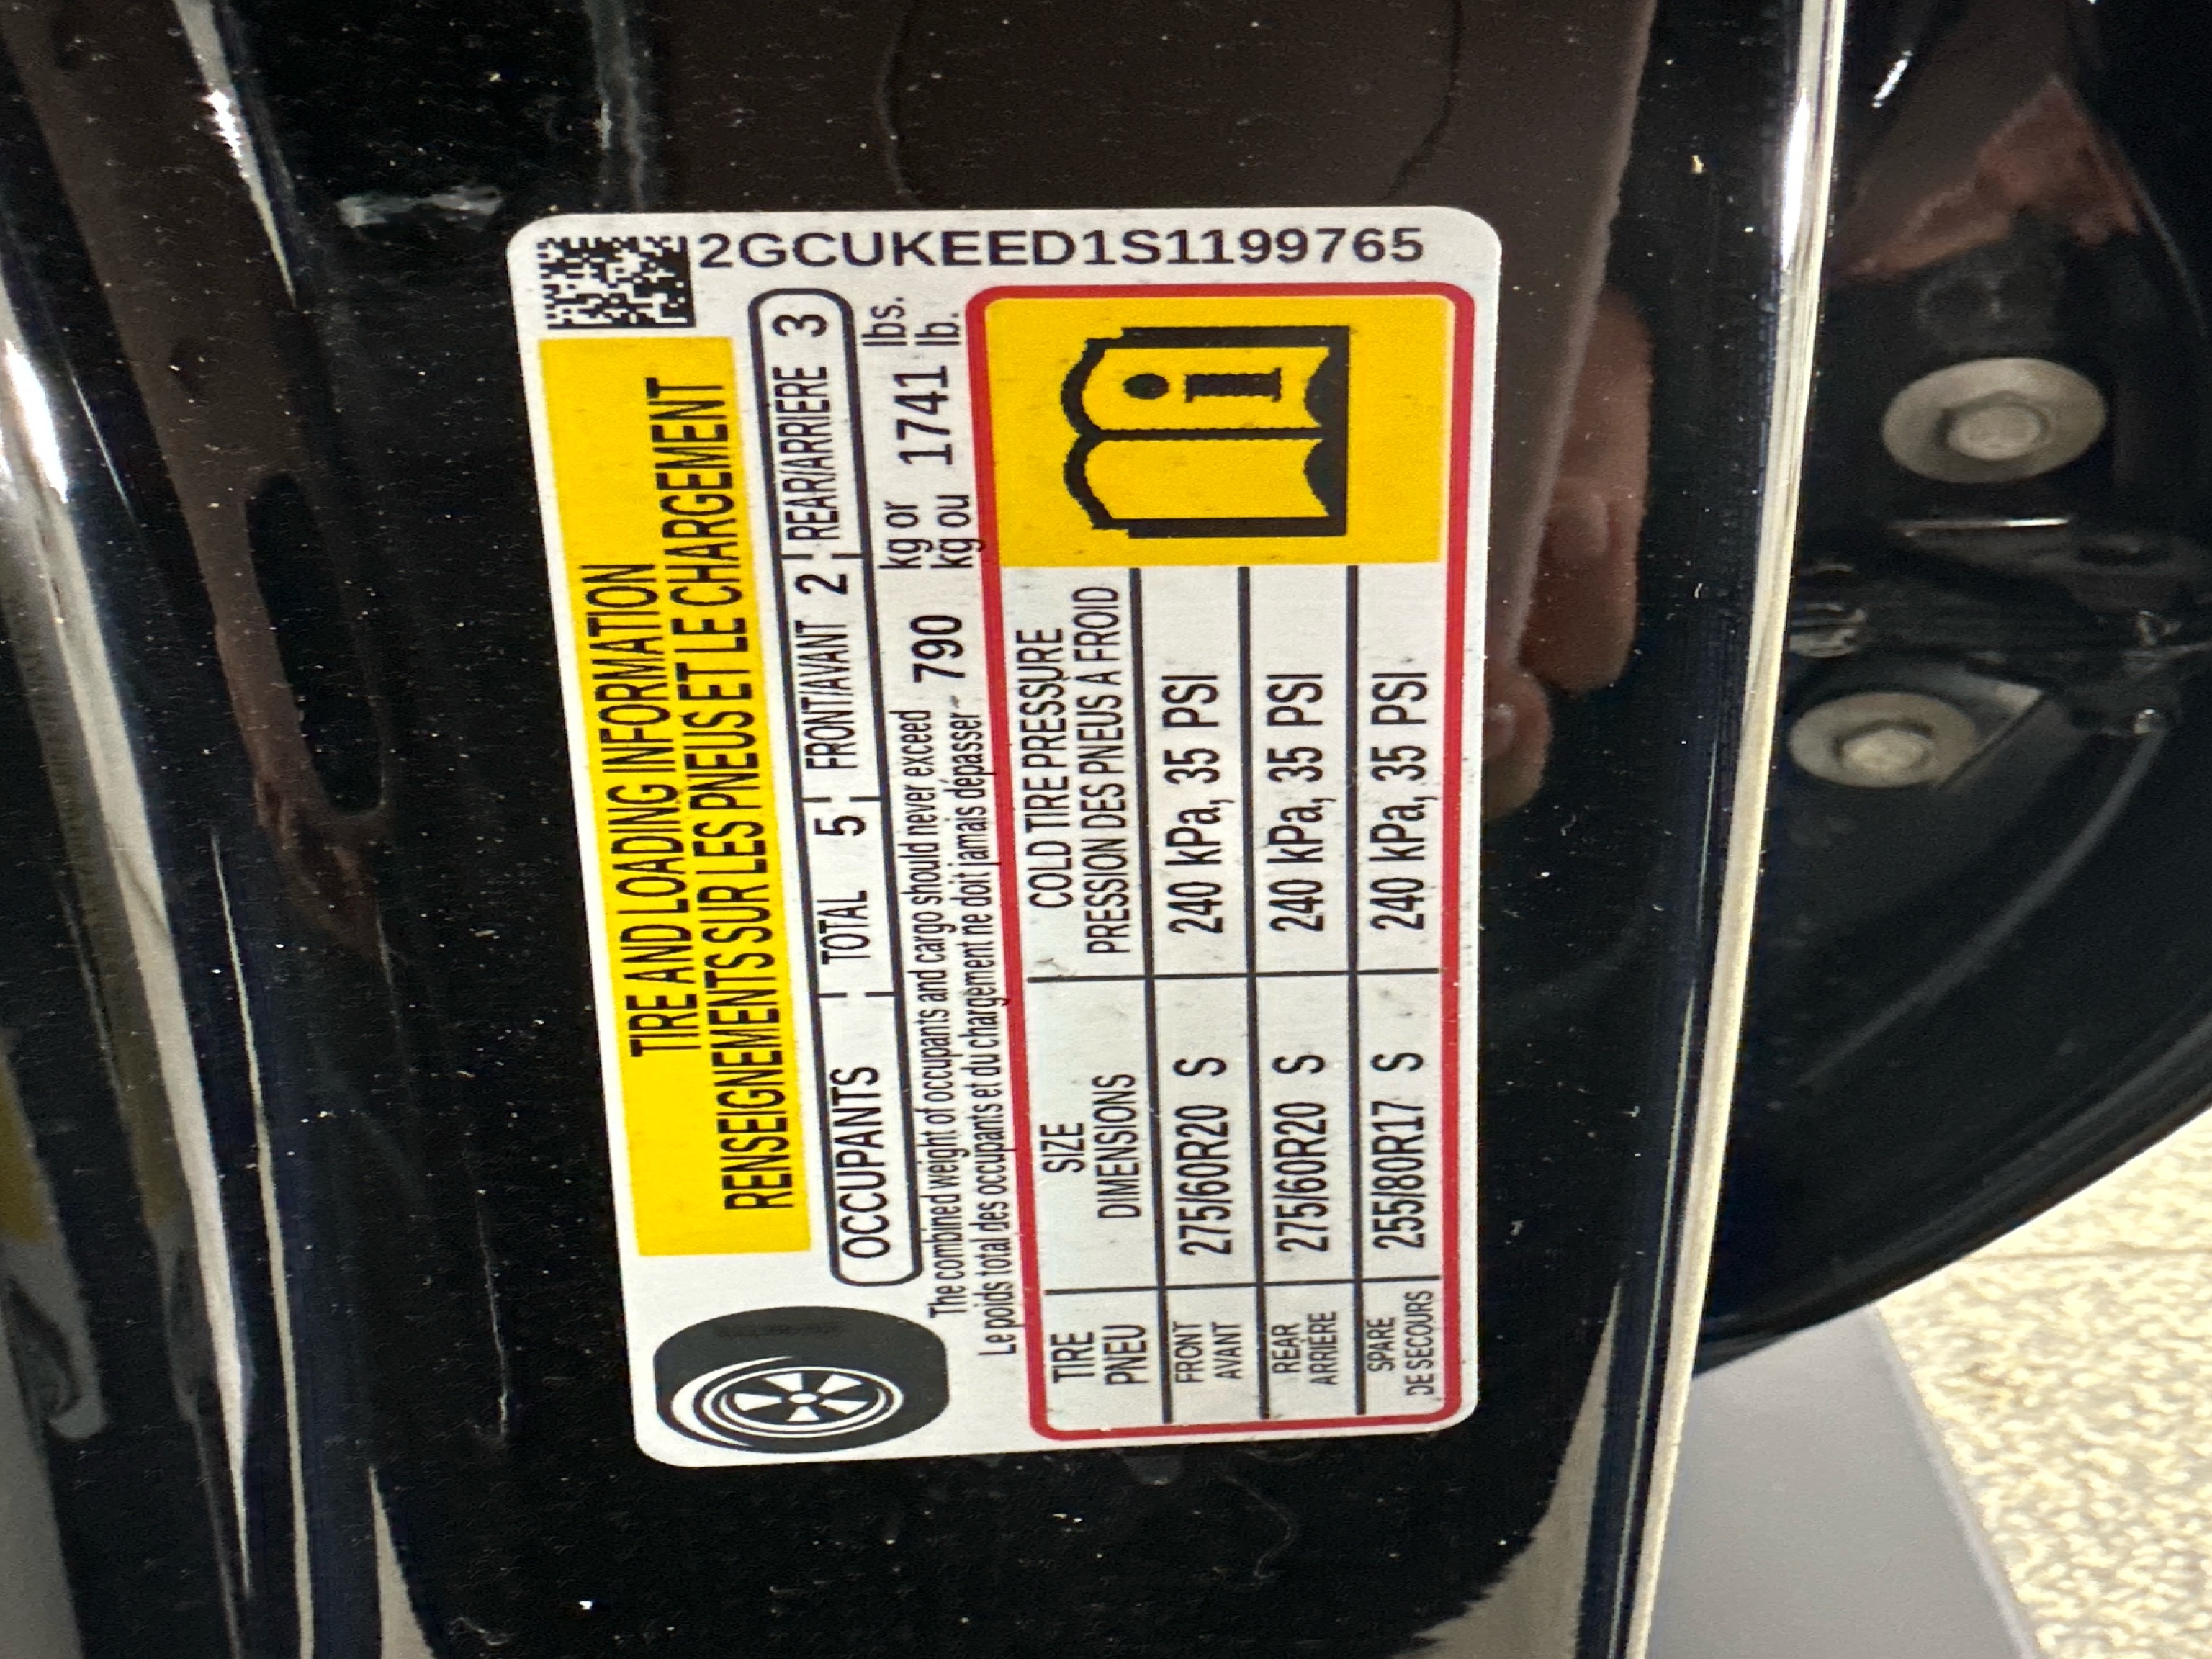 2GCUKEED1S1199765
TIRE AND LOADING INFORMATION
RENSEIGNEMENTS SUR LES PNEUS ET LE CHARGEMENT
OCCUPANTS TOTAL 5 FRONT/AVANT 2 REAR/ARRIERE 3
The combined weight of occupants and cargo should never exceed 790 kg or 1741 lbs.
Le poids total des occupants et du chargement ne doit jamais dépasser 790 kg ou 1741 lb.
TIRE SIZE COLD TIRE PRESSURE
PNEU DIMENSIONS PRESSION DES PNEUS À FROID
FRONT 275/60R20 S 240 kPa, 35 PSI
AVANT
REAR 275/60R20 S 240 kPa, 35 PSI
ARRIÈRE
SPARE 255/80R17 S 240 kPa, 35 PSI
DE SECOURS
i